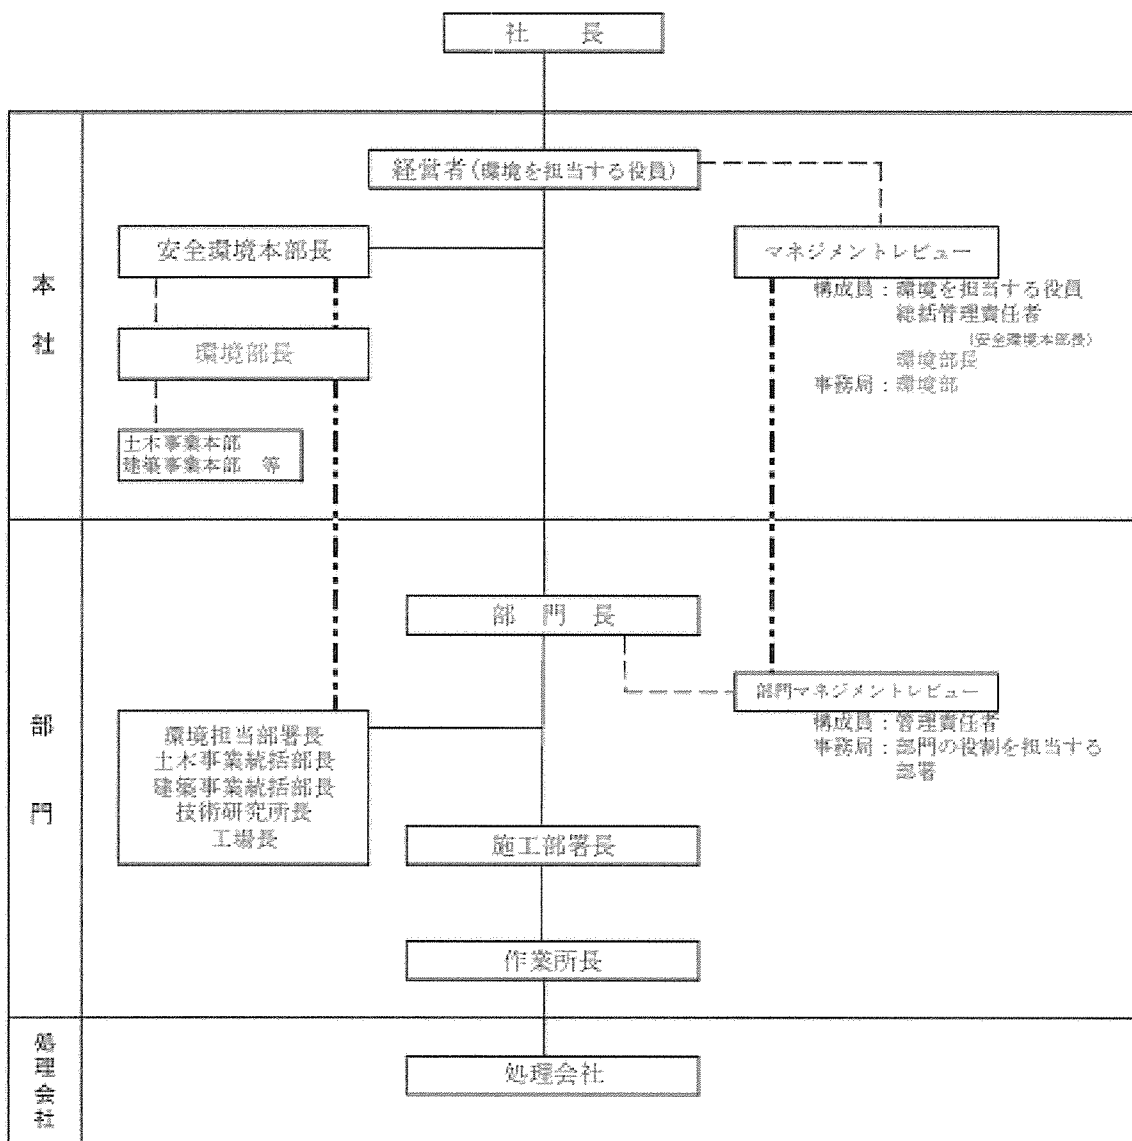 社　長
本社
経営者(環境を担当する役員)
安全環境本部長
マネジメントレビュー
構成員：環境を担当する役員
総括管理責任者
(安全環境本部長)
環境部長
事務局：環境部
環境部長
土木事業本部
建築事業本部　等
部門
部　門　長
部門マネジメントレビュー
構成員：管理責任者
事務局：部門の役割を担当する
部署
環境担当部署長
土木事業統括部長
建築事業統括部長
技術研究所長
工場長
施工部署長
作業所長
処理会社
処理会社